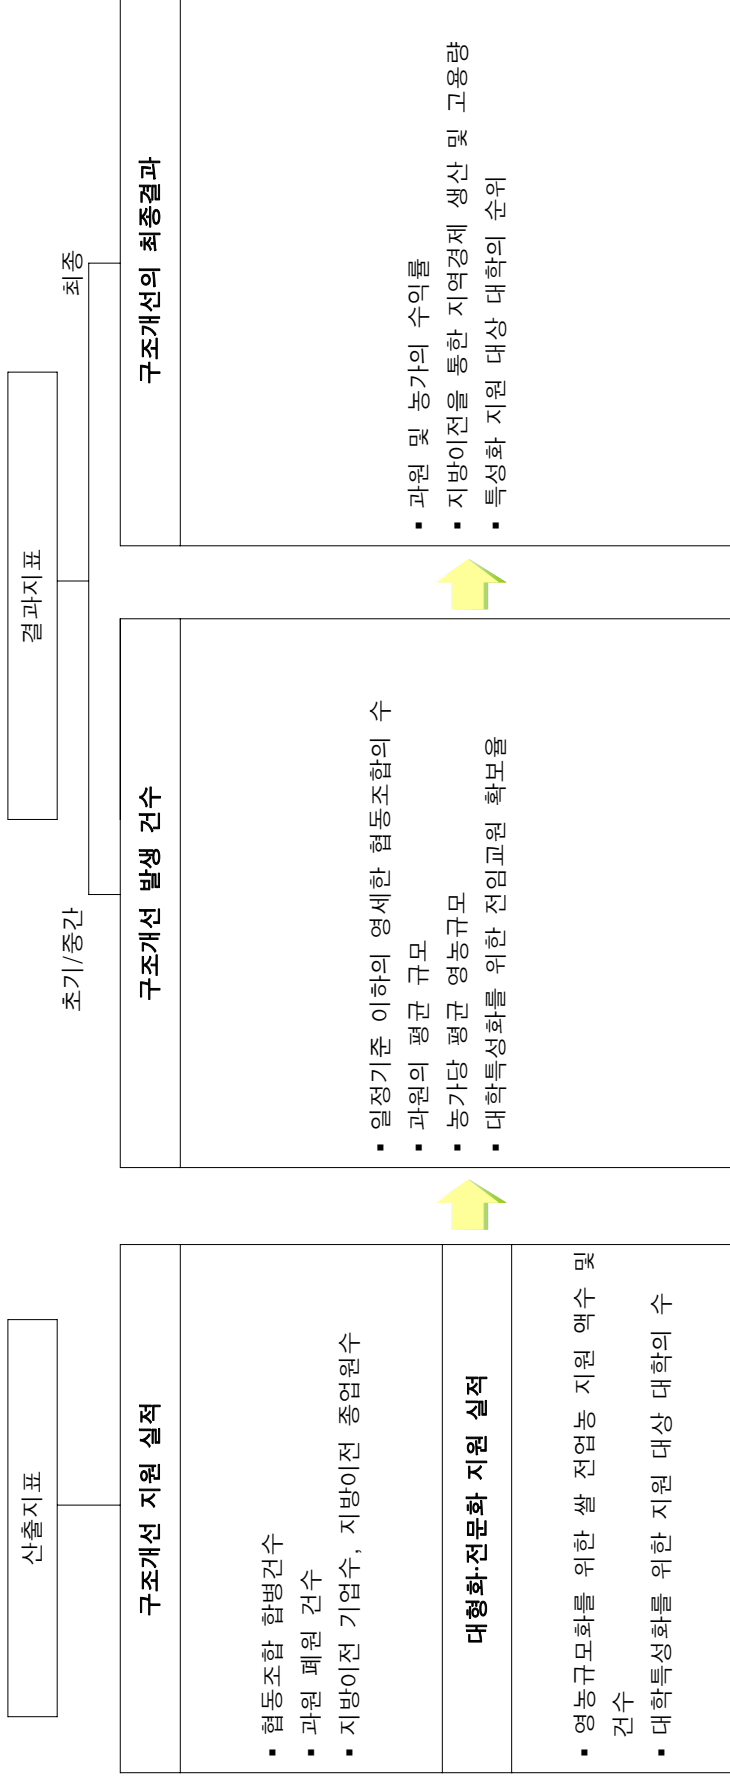 산출지표
구조개선 지원 실적
▪ 협동조합 합병건수
▪ 과원 폐원 건수
▪ 지방이전 기업수, 지방이전 종업원수
대형화·전문화 지원 실적
▪ 영농규모화를 위한 쌀 전업농 지원 액수 및
건수
▪ 대학특성화를 위한 지원 대상 대학의 수
결과지표
초기/중간
최종
구조개선 발생 건수
▪ 일정기준 이하의 영세한 협동조합의 수
▪ 과원의 평균 규모
▪ 농가당 평균 영농규모
▪ 대학특성화를 위한 전임교원 확보율
구조개선의 최종결과
▪ 과원 및 농가의 수익률
▪ 지방이전을 통한 지역경제 생산 및 고용량
▪ 특성화 지원 대상 대학의 순위